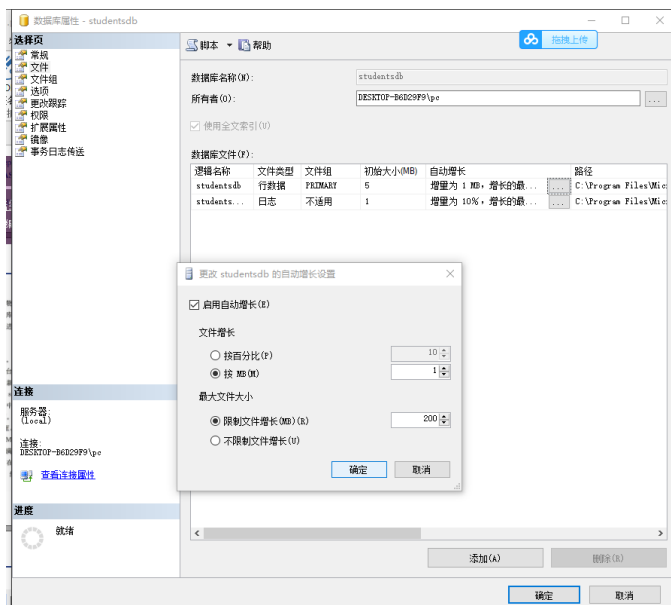 数据库属性 - studentsdb
选择页
常规
文件
文件组
选项
更改跟踪
权限
扩展属性
镜像
事务日志传送
脚本 帮助
拖拽上传
数据库名称(N): studentsdb
所有者(O): DESKTOP-B6D29F9\pc ...
使用全文索引(U)
数据库文件(F):
逻辑名称 文件类型 文件组 初始大小(MB) 自动增长 路径
studentsdb 行数据 PRIMARY 5 增量为 1 MB，增长的最... ... C:\Program Files\Mic
students... 日志 不适用 1 增量为 10%，增长的最... ... C:\Program Files\Mic
更改 studentsdb 的自动增长设置
启用自动增长(E)
文件增长
按百分比(P) 10
按 MB(M) 1
最大文件大小
限制文件增长(MB)(R) 200
不限制文件增长(U)
确定 取消
连接
服务器:
(local)
连接:
DESKTOP-B6D29F9\pc
查看连接属性
进度
就绪
添加(A) 删除(R)
确定 取消